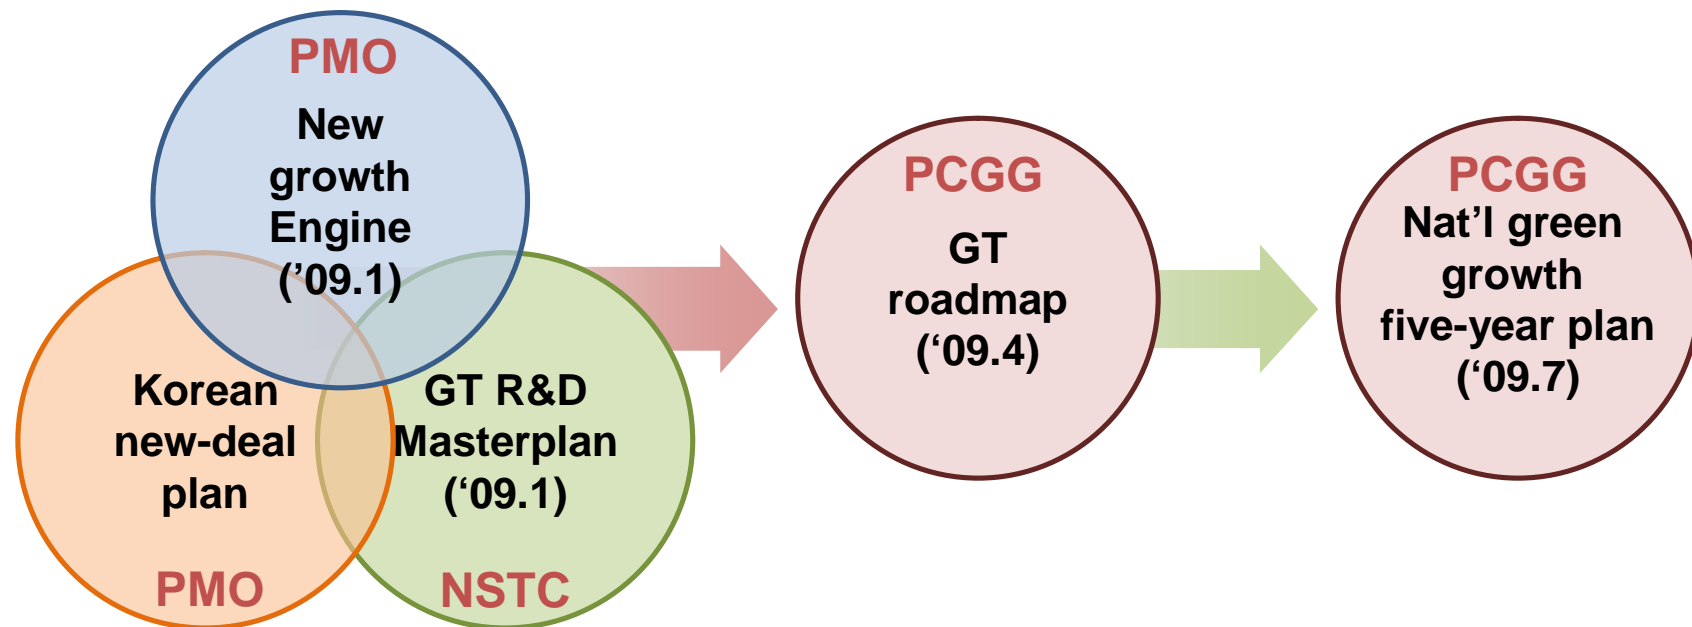 PMO
New
growth
Engine
(’09.1)
Korean
new-deal
plan
PMO
GT R&D
Masterplan
(‘09.1)
NSTC
PCGG
GT
roadmap
(‘09.4)
PCGG
Nat’l green
growth
five-year plan
(‘09.7)